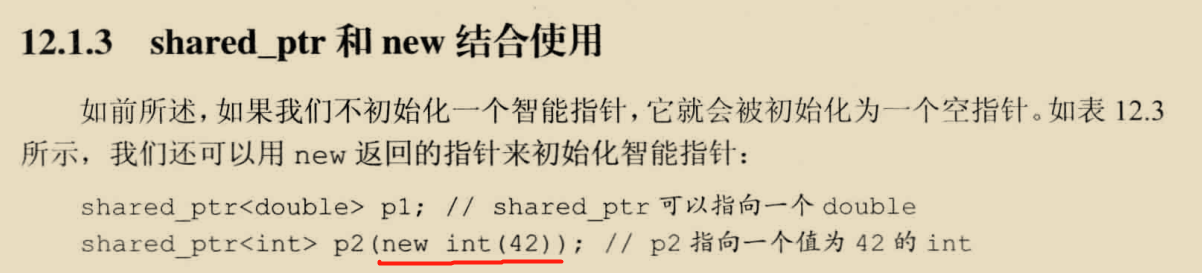 12.1.3 shared_ptr 和 new 结合使用
如前所述，如果我们不初始化一个智能指针，它就会被初始化为一个空指针。如表 12.3
所示，我们还可以用 new 返回的指针来初始化智能指针：
shared_ptr<double> p1; // shared_ptr 可以指向一个 double
shared_ptr<int> p2(new int(42)); // p2 指向一个值为 42 的 int